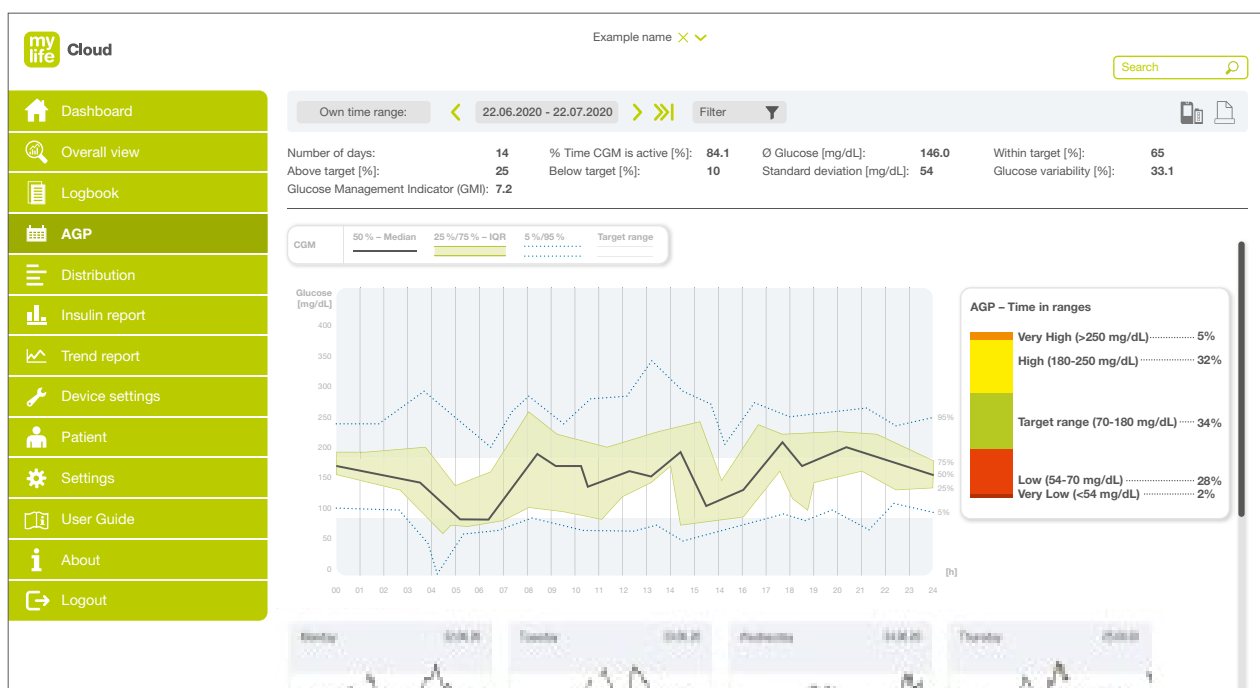 my life Cloud
Example name
Search
Dashboard
Overall view
Logbook
AGP
Distribution
Insulin report
Trend report
Device settings
Patient
Settings
User Guide
About
Logout
Own time range: 22.06.2020 - 22.07.2020 Filter
Number of days: 14 % Time CGM is active [%]: 84.1 Ø Glucose [mg/dL]: 146.0 Within target [%]: 65
Above target [%]: 25 Below target [%]: 10 Standard deviation [mg/dL]: 54 Glucose variability [%]: 33.1
Glucose Management Indicator (GMI): 7.2
CGM 50 % – Median 25 %/75 % – IQR 5 %/95 % Target range
Glucose
[mg/dL]
400
350
300
250
200
150
100
50
0
95%
75%
50%
25%
5%
[h]
00 01 02 03 04 05 06 07 08 09 10 11 12 13 14 15 14 15 17 18 19 20 21 22 23 24
AGP – Time in ranges
Very High (>250 mg/dL) 5%
High (180-250 mg/dL) 32%
Target range (70-180 mg/dL) 34%
Low (54-70 mg/dL) 28%
Very Low (<54 mg/dL) 2%
Monday Tuesday Wednesday Thursday